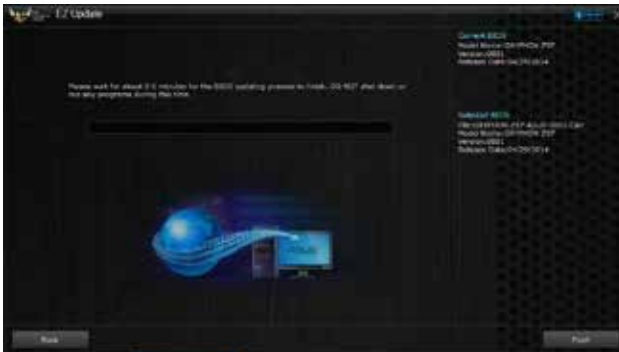 EZ Update
Current BIOS
Model Name:GRYPHON Z97
Version:0801
Release Date:04/29/2014
Please wait for about 3-5 minutes for the BIOS updating process to finish. DO NOT shut down or
run any programs during this time.
Selected BIOS
Model Name:GRYPHON Z97
Release Date:04/29/2014
Back
Flash